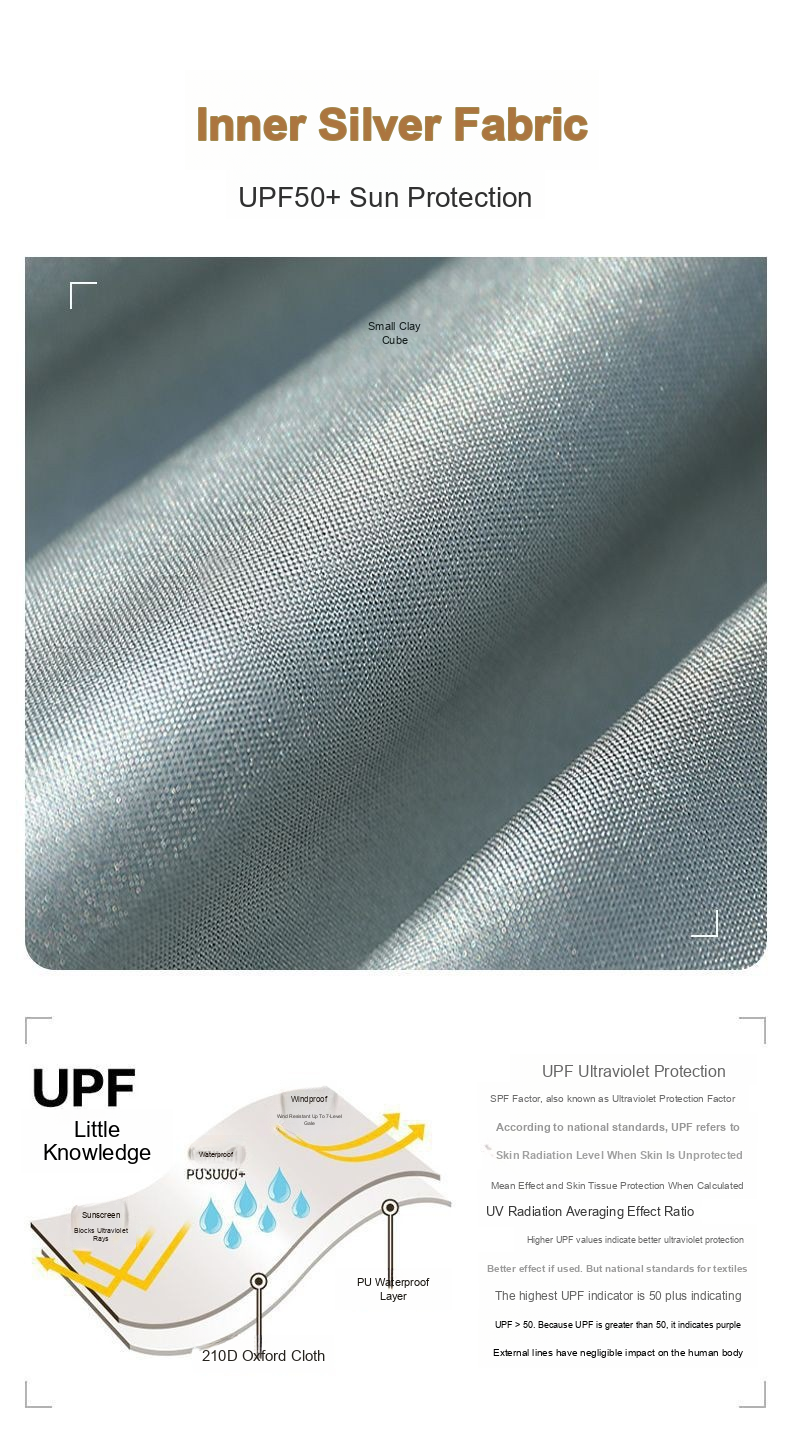 Inner Silver Fabric
UPF50+ Sun Protection
Small Clay
Cube
UPF
Little
Knowledge
Windproof
Wind Resistant Up To 7-Level
Gale
Waterproof
PU3000+
Sunscreen
Blocks Ultraviolet
Rays
PU Waterproof
Layer
210D Oxford Cloth
UPF Ultraviolet Protection
SPF Factor, also known as Ultraviolet Protection Factor
According to national standards, UPF refers to
Skin Radiation Level When Skin Is Unprotected
Mean Effect and Skin Tissue Protection When Calculated
UV Radiation Averaging Effect Ratio
Higher UPF values indicate better ultraviolet protection
Better effect if used. But national standards for textiles
The highest UPF indicator is 50 plus indicating
UPF > 50. Because UPF is greater than 50, it indicates purple
External lines have negligible impact on the human body